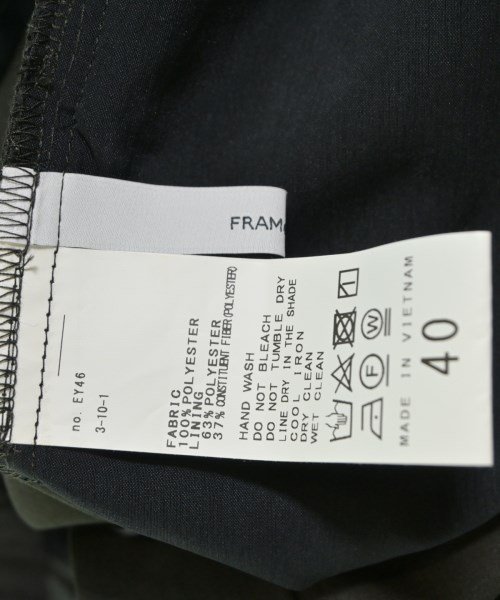 FRAM
no. EY46
3-10-1
FABRIC
100% POLYESTER
LINING
63% POLYESTER
37% CONSTITUENT FIBER(POLYESTER)
HAND WASH
DO NOT BLEACH
DO NOT TUMBLE DRY
LINE DRY IN THE SHADE
COOL IRON
DRY CLEAN
WET CLEAN
F W
40
MADE IN VIETNAM